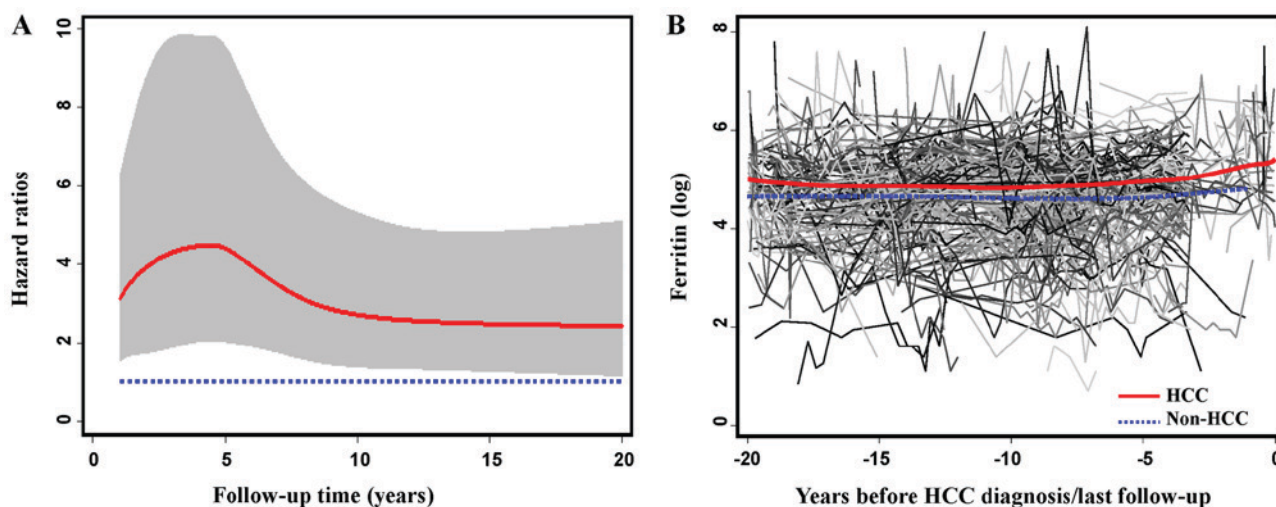 A
Hazard ratios
10
8
6
4
2
0
0 5 10 15 20
Follow-up time (years)
B
Ferritin (log)
8
6
4
2
0
HCC
Non-HCC
-20 -15 -10 -5 0
Years before HCC diagnosis/last follow-up